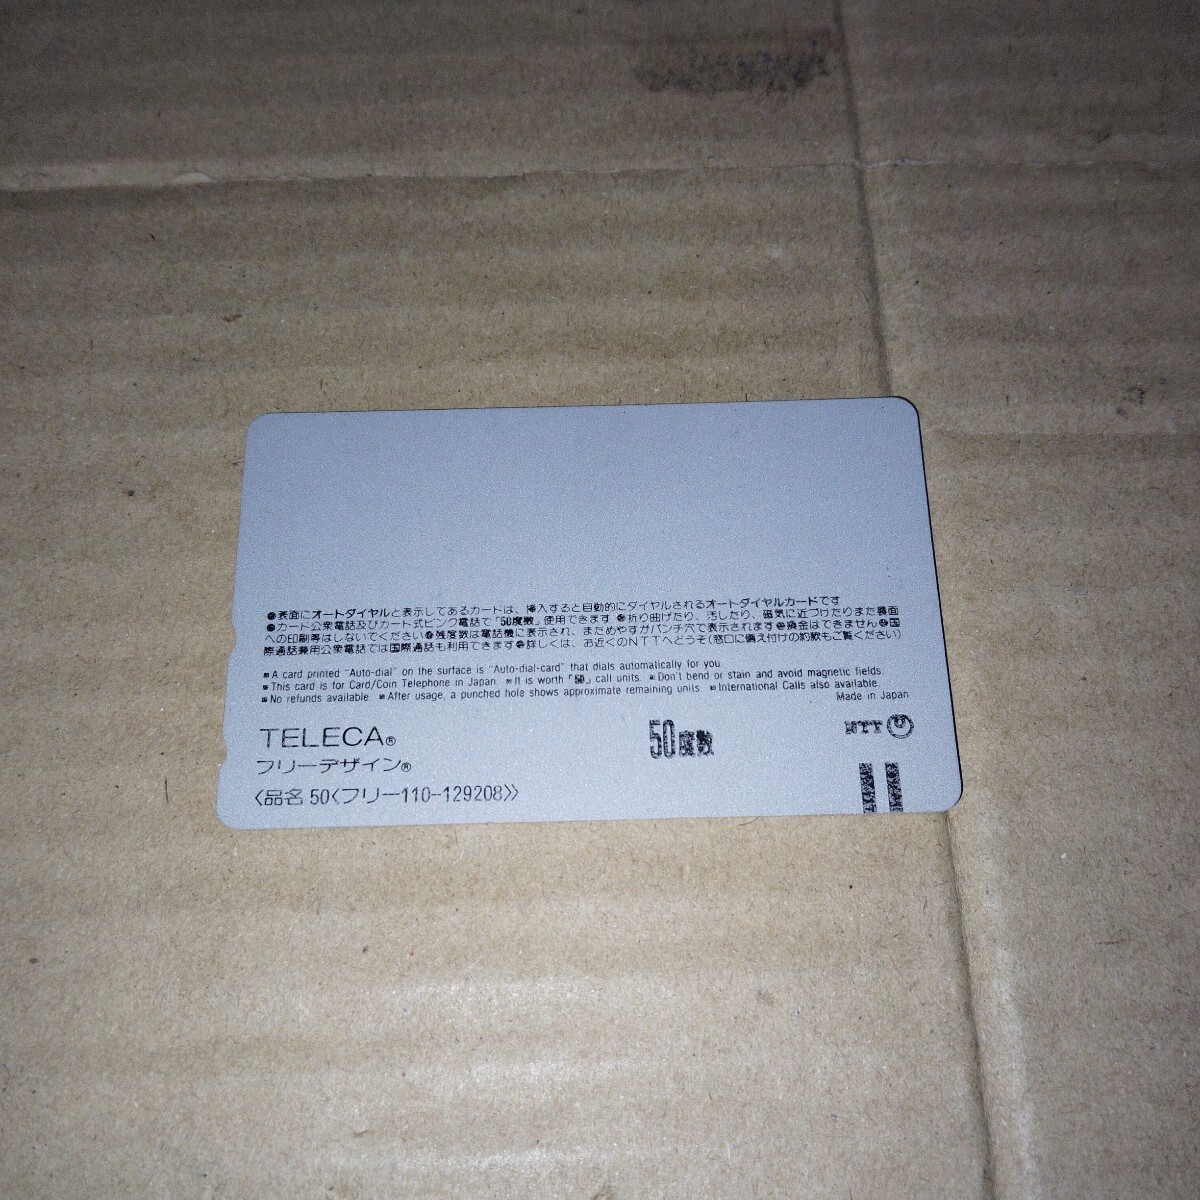 ●表面にオートダイヤルと表示してあるカードは、挿入すると自動的にダイヤルされるオートダイヤルカードです
●カード公衆電話及びカード式ピンク電話で「50度数」使用できます●折り曲げたり、汚したり、磁気に近づけたりまた裏面
への印刷等はしないでください●残度数は電話機に表示され、まためやすがパンチ穴で表示されます●換金はできません●国
際通話兼用公衆電話では国際通話も利用できます●詳しくは、お近くのNTTへどうぞ(窓口に備え付けの約款もご覧ください)
■A card printed "Auto-dial" on the surface is "Auto-dial-card" that dials automatically for you.
■This card is for Card/Coin Telephone in Japan. ■It is worth「50」call units. ■Don't bend or stain and avoid magnetic fields.
■No refunds available. ■After usage, a punched hole shows approximate remaining units. ■International Calls also available.
Made in Japan
TELECA®
50度数
NTT
フリーデザイン®
〈品名 50〈フリー110-129208〉〉